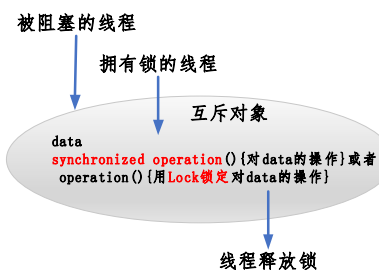 被阻塞的线程
拥有锁的线程
互斥对象
data
synchronized operation(){对data的操作}或者
operation(){用Lock锁定对data的操作}
线程释放锁